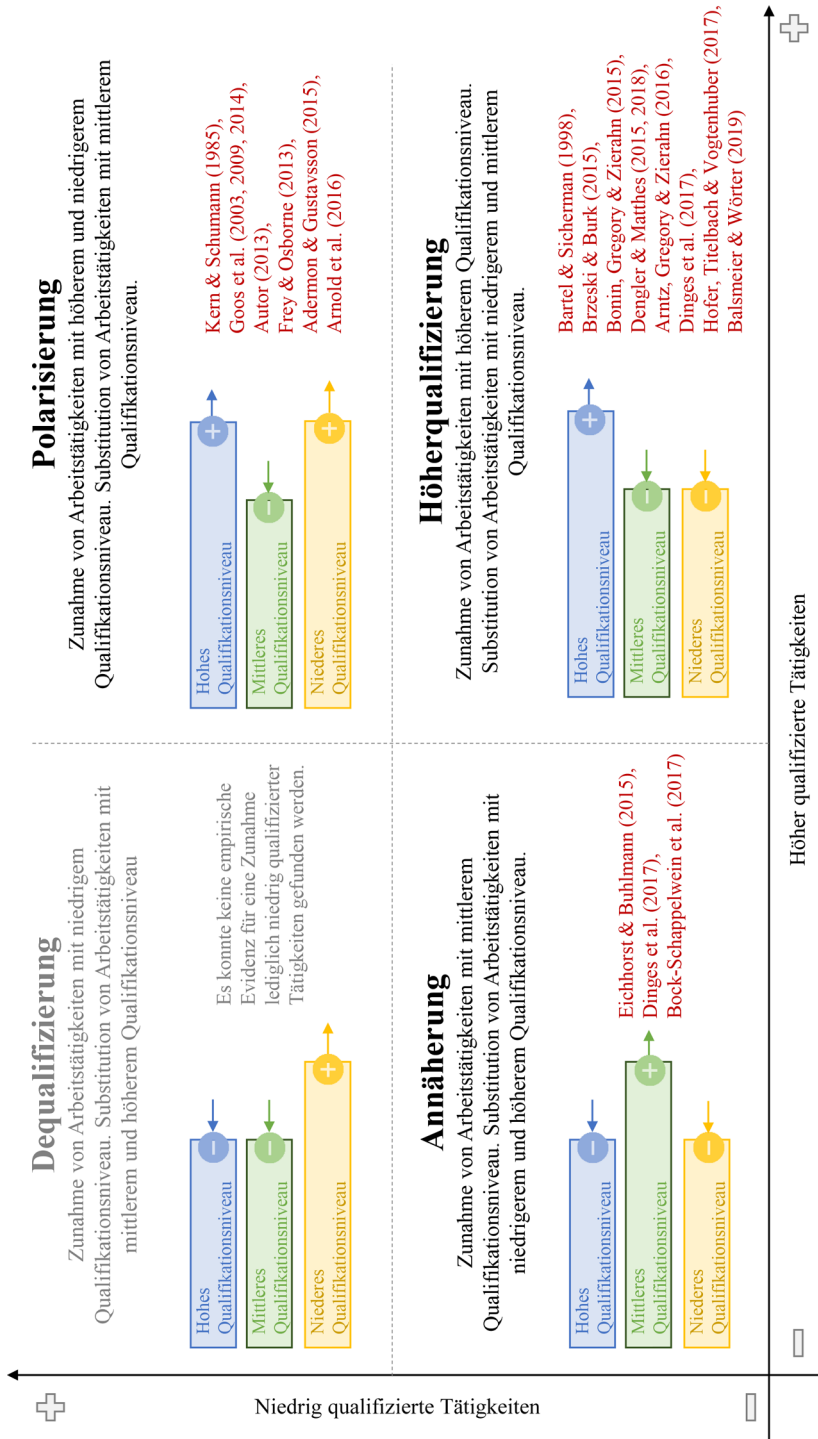 Dequalifizierung
Zunahme von Arbeitstätigkeiten mit niedrigem
Qualifikationsniveau. Substitution von Arbeitstätigkeiten mit
mittlerem und höherem Qualifikationsniveau
Hohes
Qualifikationsniveau
Mittleres
Qualifikationsniveau
Niederes
Qualifikationsniveau
Es konnte keine empirische
Evidenz für eine Zunahme
lediglich niedrig qualifizierter
Tätigkeiten gefunden werden.
Polarisierung
Zunahme von Arbeitstätigkeiten mit höherem und niedrigerem
Qualifikationsniveau. Substitution von Arbeitstätigkeiten mit mittlerem
Qualifikationsniveau.
Hohes
Qualifikationsniveau
Mittleres
Qualifikationsniveau
Niederes
Qualifikationsniveau
Kern & Schumann (1985),
Goos et al. (2003, 2009, 2014),
Autor (2013),
Frey & Osborne (2013),
Adermon & Gustavsson (2015),
Arnold et al. (2016)
Annäherung
Zunahme von Arbeitstätigkeiten mit mittlerem
Qualifikationsniveau. Substitution von Arbeitstätigkeiten mit
niedrigerem und höherem Qualifikationsniveau.
Hohes
Qualifikationsniveau
Mittleres
Qualifikationsniveau
Niederes
Qualifikationsniveau
Eichhorst & Buhlmann (2015),
Dinges et al. (2017),
Bock-Schappelwein et al. (2017)
Höherqualifizierung
Zunahme von Arbeitstätigkeiten mit höherem Qualifikationsniveau.
Substitution von Arbeitstätigkeiten mit niedrigerem und mittlerem
Qualifikationsniveau.
Hohes
Qualifikationsniveau
Mittleres
Qualifikationsniveau
Niederes
Qualifikationsniveau
Bartel & Sicherman (1998),
Brzeski & Burk (2015),
Bonin, Gregory & Zierahn (2015),
Dengler & Matthes (2015, 2018),
Arntz, Gregory & Zierahn (2016),
Dinges et al. (2017),
Hofer, Titelbach & Vogtenhuber (2017),
Balsmeier & Wörter (2019)
Niedrig qualifizierte Tätigkeiten
Höher qualifizierte Tätigkeiten